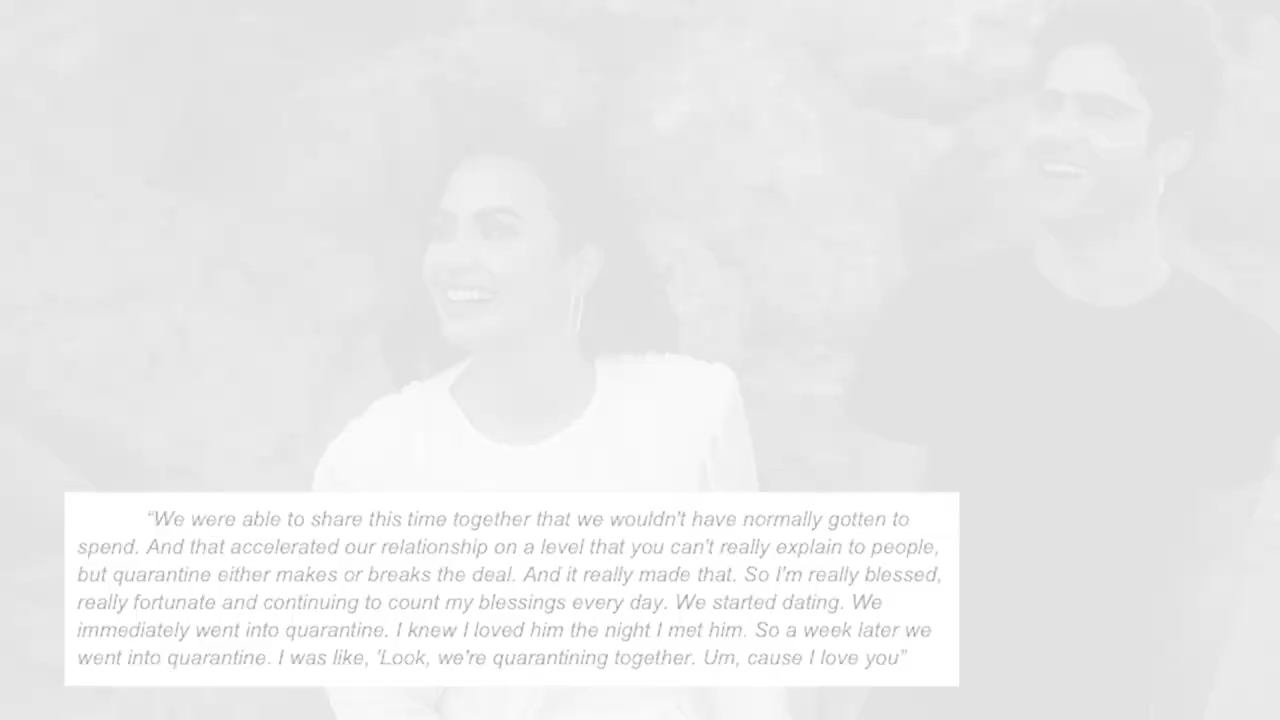 “We were able to share this time together that we wouldn't have normally gotten to
spend. And that accelerated our relationship on a level that you can't really explain to people,
but quarantine either makes or breaks the deal. And it really made that. So I'm really blessed,
really fortunate and continuing to count my blessings every day. We started dating. We
immediately went into quarantine. I knew I loved him the night I met him. So a week later we
went into quarantine. I was like, 'Look, we're quarantining together. Um, cause I love you”